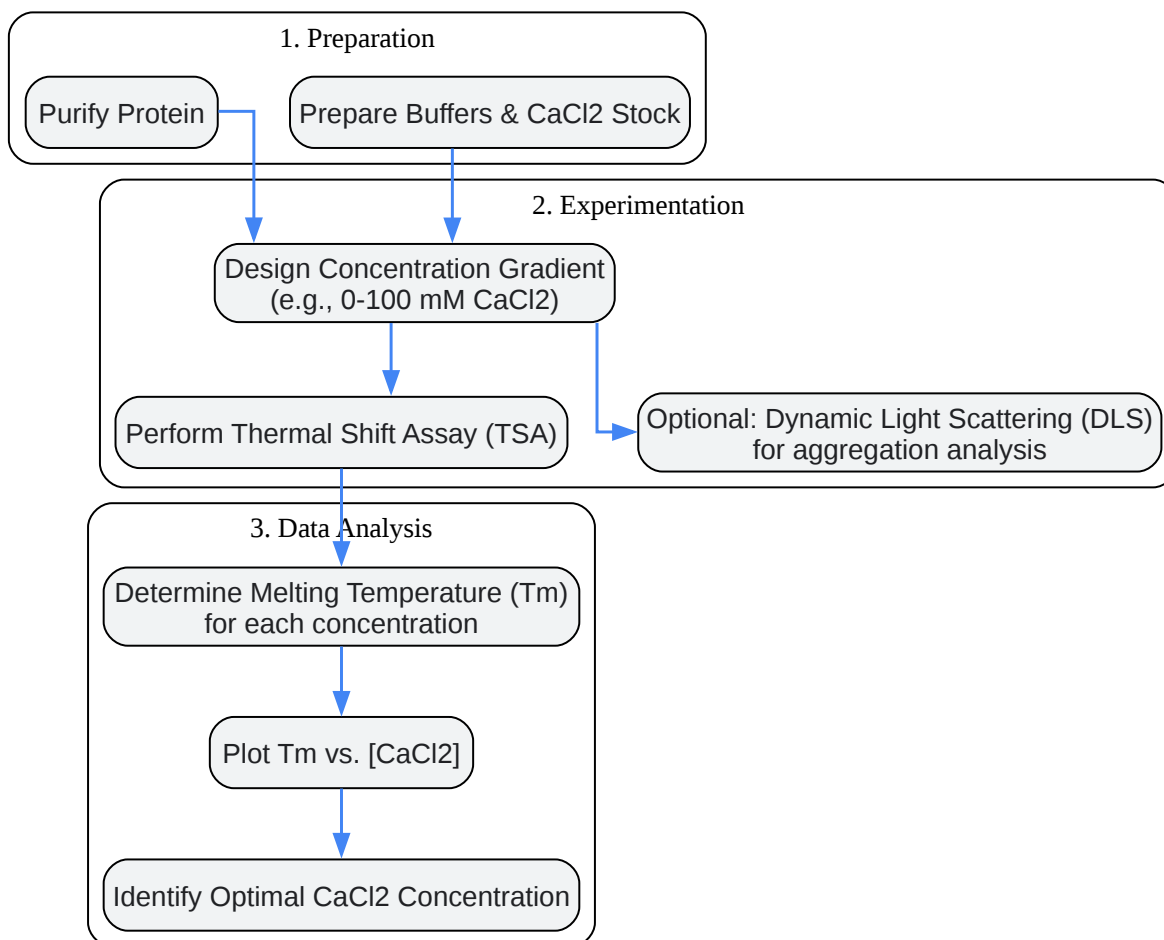 1. Preparation
Purify Protein
Prepare Buffers & CaCl2 Stock
2. Experimentation
Design Concentration Gradient
(e.g., 0-100 mM CaCl2)
Perform Thermal Shift Assay (TSA)
Optional: Dynamic Light Scattering (DLS)
for aggregation analysis
3. Data Analysis
Determine Melting Temperature (Tm)
for each concentration
Plot Tm vs. [CaCl2]
Identify Optimal CaCl2 Concentration